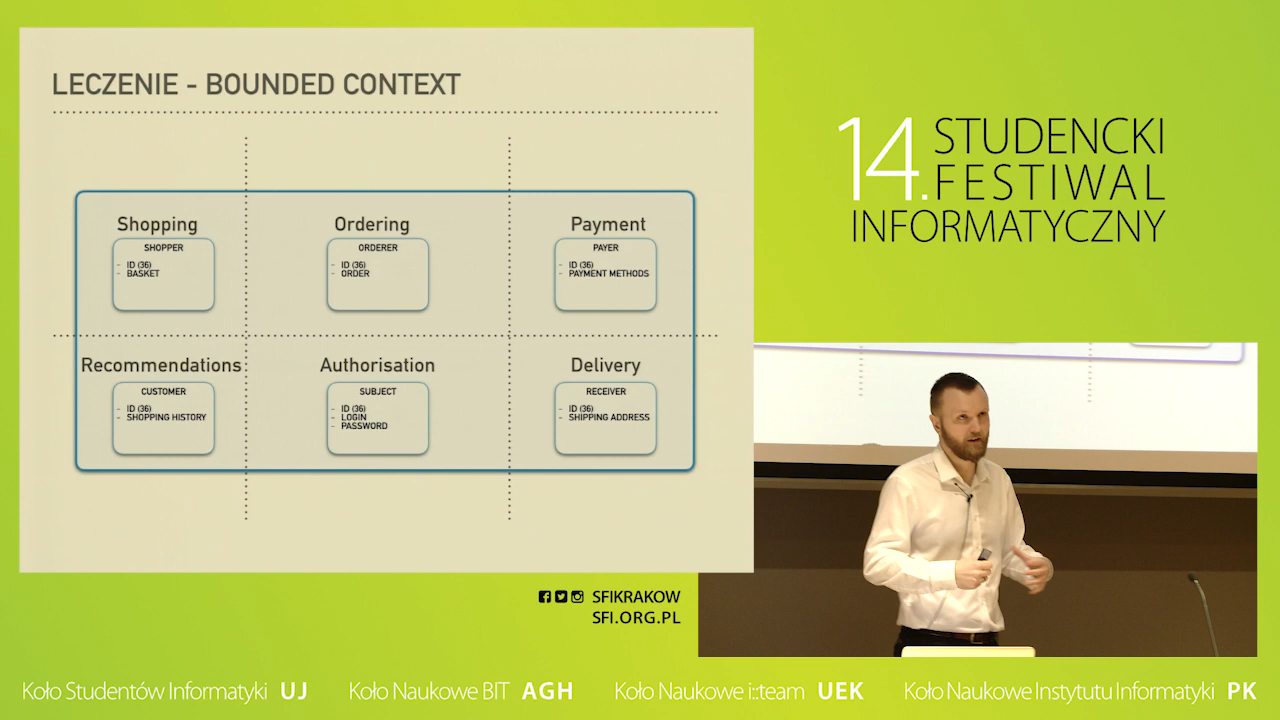 LECZENIE - BOUNDED CONTEXT
Shopping
SHOPPER
- ID (36)
- BASKET
Ordering
ORDERER
- ID (36)
- ORDER
Payment
PAYER
- ID (36)
- PAYMENT METHODS
Recommendations
CUSTOMER
- ID (36)
- SHOPPING HISTORY
Authorisation
SUBJECT
- ID (36)
- LOGIN
- PASSWORD
Delivery
RECEIVER
- ID (36)
- SHIPPING ADDRESS
14. STUDENCKI
FESTIWAL
INFORMATYCZNY
SFIKRAKOW
SFI.ORG.PL
Koło Studentów Informatyki UJ
Koło Naukowe BIT AGH
Koło Naukowe i::team UEK
Koło Naukowe Instytutu Informatyki PK